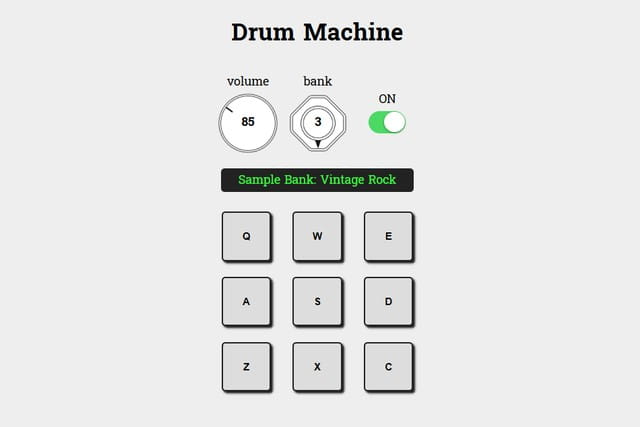 Drum Machine
volume bank
ON
85 3
Sample Bank: Vintage Rock
Q W E
A S D
Z X C